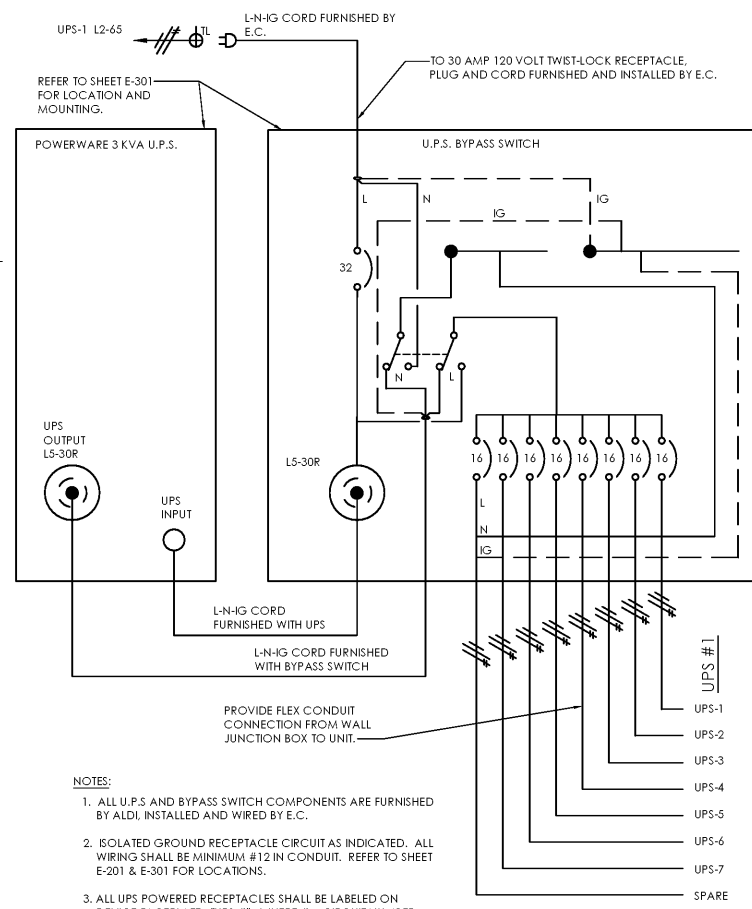 L-N-IG CORD FURNISHED BY
E.C.
UPS-1 L2-65
TL
TO 30 AMP 120 VOLT TWIST-LOCK RECEPTACLE,
PLUG AND CORD FURNISHED AND INSTALLED BY E.C.
REFER TO SHEET E-301
FOR LOCATION AND
MOUNTING.
POWERWARE 3 KVA U.P.S.
U.P.S. BYPASS SWITCH
L
N
IG
IG
32
N
L
UPS
OUTPUT
L5-30R
L5-30R
16 16 16 16 16 16 16 16
UPS
INPUT
L
N
IG
L-N-IG CORD
FURNISHED WITH UPS
L-N-IG CORD FURNISHED
WITH BYPASS SWITCH
UPS #1
PROVIDE FLEX CONDUIT
CONNECTION FROM WALL
JUNCTION BOX TO UNIT.
UPS-1
UPS-2
UPS-3
UPS-4
UPS-5
UPS-6
UPS-7
SPARE
NOTES:
1. ALL U.P.S AND BYPASS SWITCH COMPONENTS ARE FURNISHED
BY ALDI, INSTALLED AND WIRED BY E.C.
2. ISOLATED GROUND RECEPTACLE CIRCUIT AS INDICATED. ALL
WIRING SHALL BE MINIMUM #12 IN CONDUIT. REFER TO SHEET
E-201 & E-301 FOR LOCATIONS.
3. ALL UPS POWERED RECEPTACLES SHALL BE LABELED ON